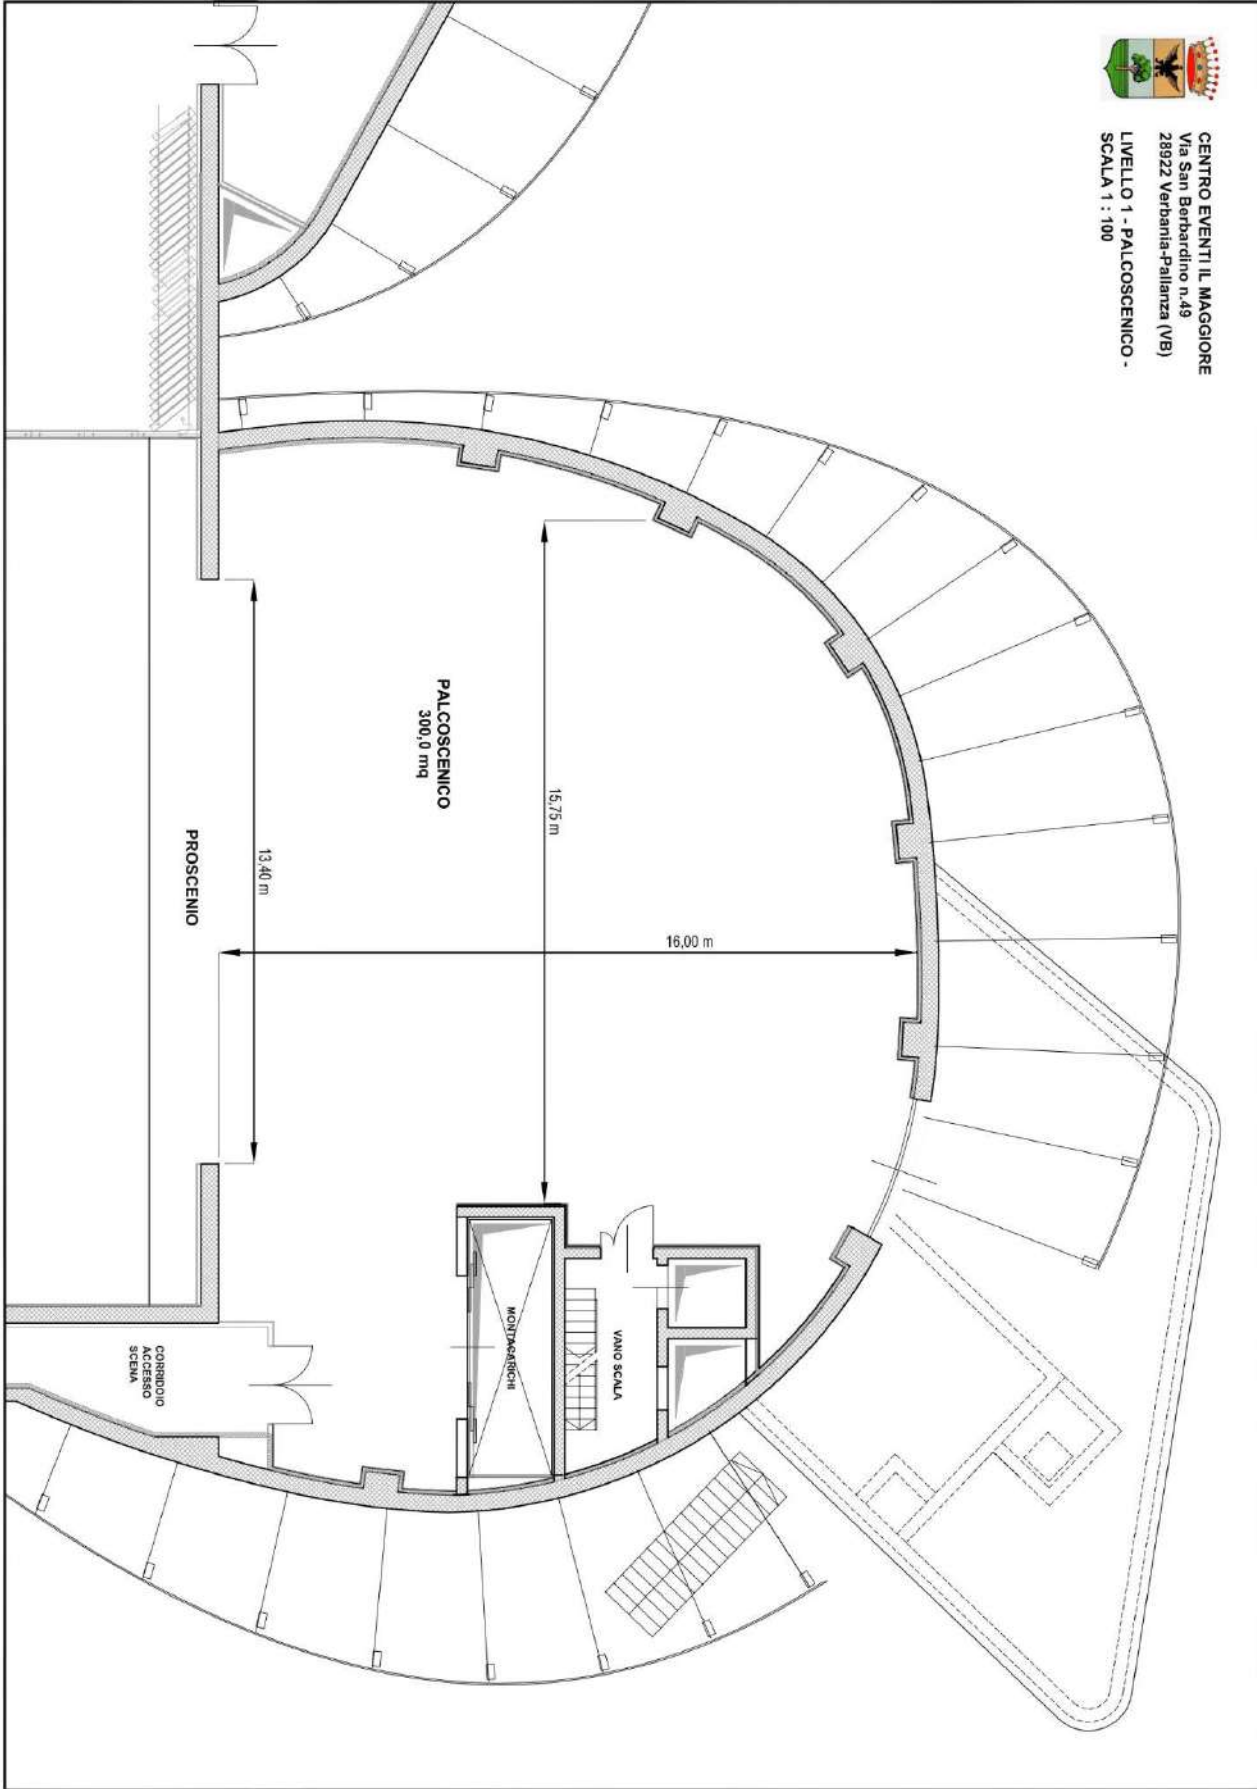 CENTRO EVENTI IL MAGGIORE
Via San Berbardino n.49
28922 Verbania-Pallanza (VB)
LIVELLO 1 - PALCOSCENICO -
SCALA 1 : 100
16,00 m
15,75 m
PALCOSCENICO
300,0 mq
13,40 m
PROSCENIO
VANO SCALA
MONTACARICHI
CORRIDOIO
ACCESSO
SCENA